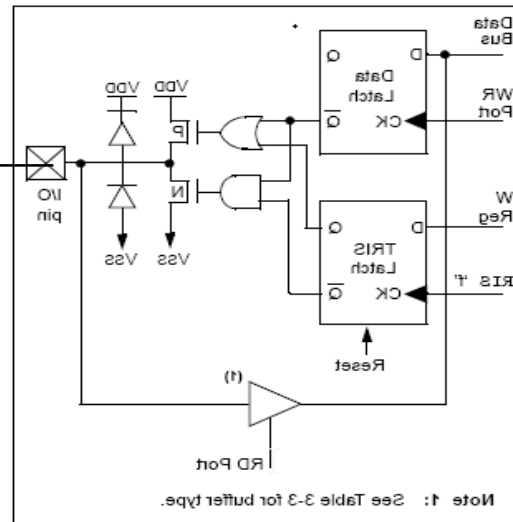 Data
Bus
D
Q
Data
Latch
WR
Port
CK
Q
VDD
VDD
P
N
I/O
pin
VSS
VSS
W
Reg
D
Q
TRIS
Latch
RIS 'f'
CK
Q
Reset
(1)
RD Port
Note 1: See Table 3-3 for buffer type.